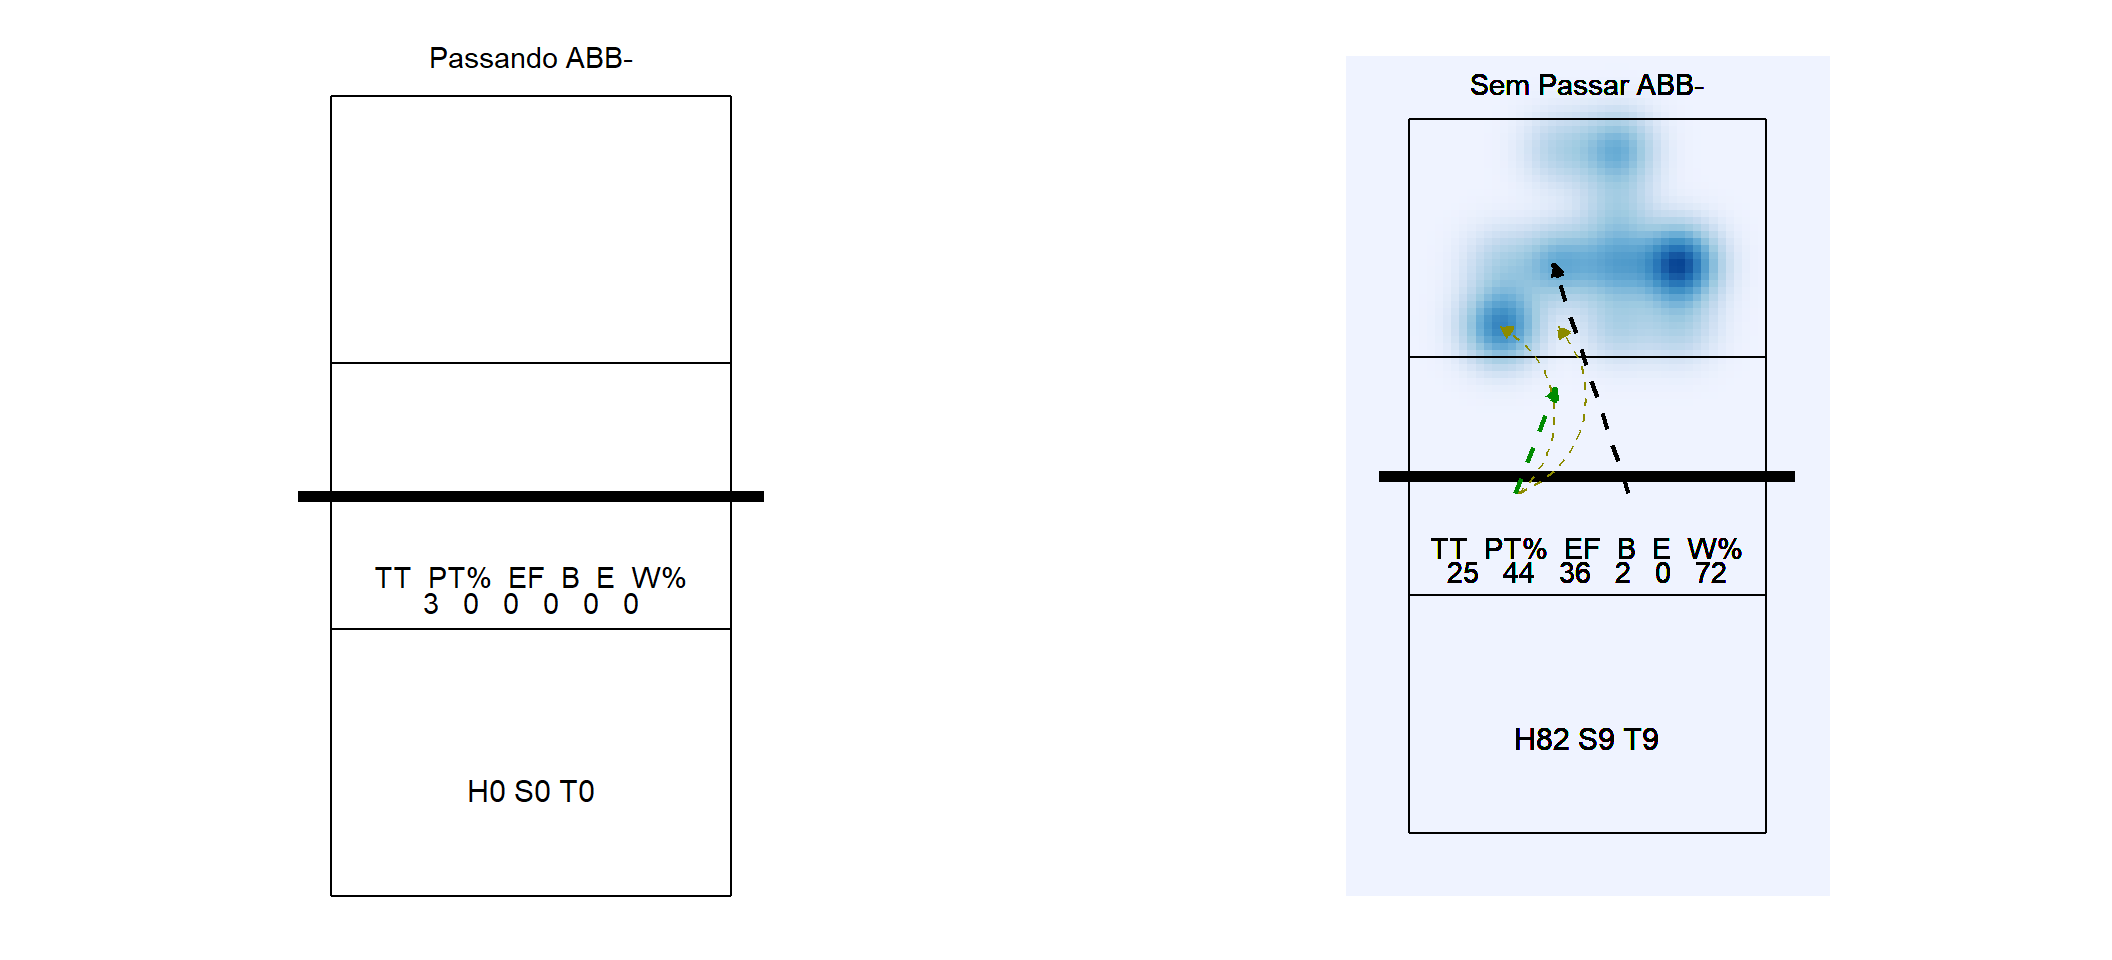 Passando ABB-
TT PT% EF B E W%
3 0 0 0 0 0
H0 S0 T0
Sem Passar ABB-
TT PT% EF B E W%
25 44 36 2 0 72
H82 S9 T9